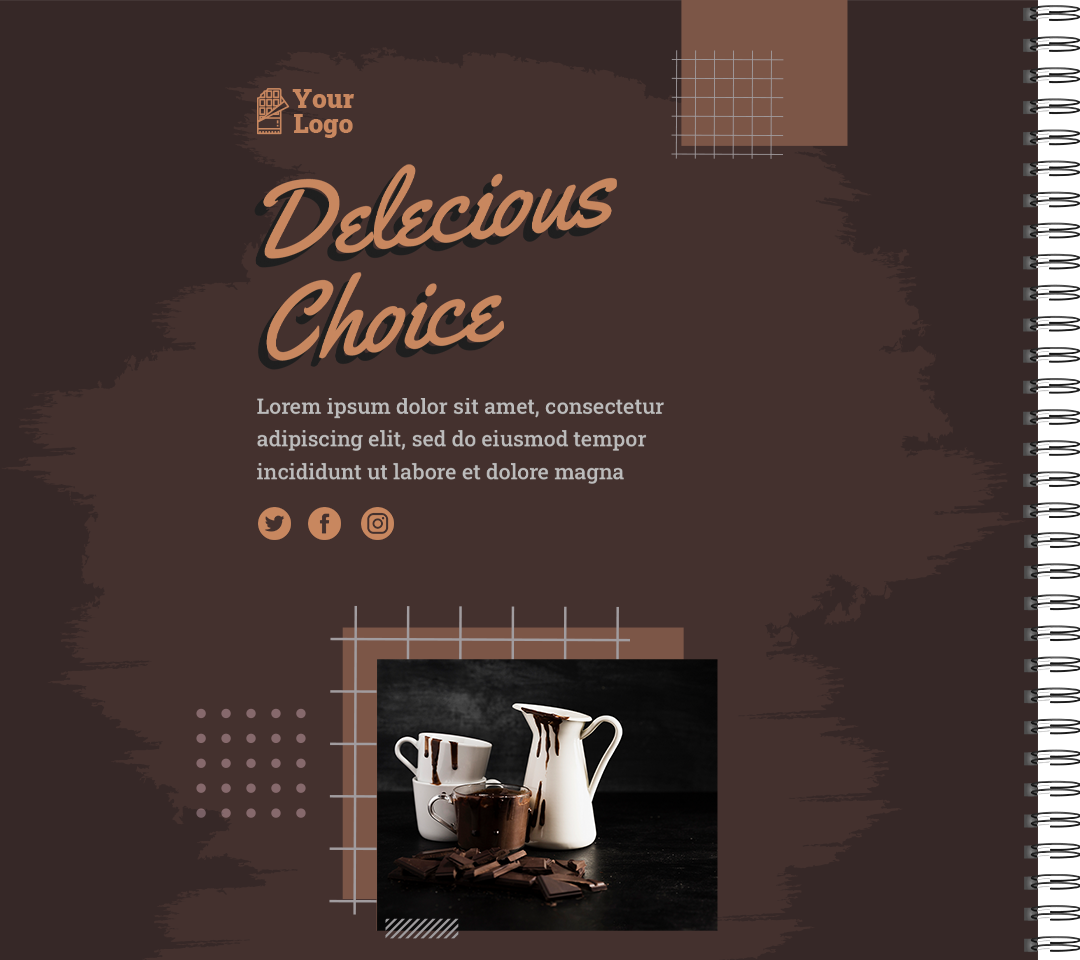 Your
Logo
Delecious
Choice
Lorem ipsum dolor sit amet, consectetur
adipiscing elit, sed do eiusmod tempor
incididunt ut labore et dolore magna